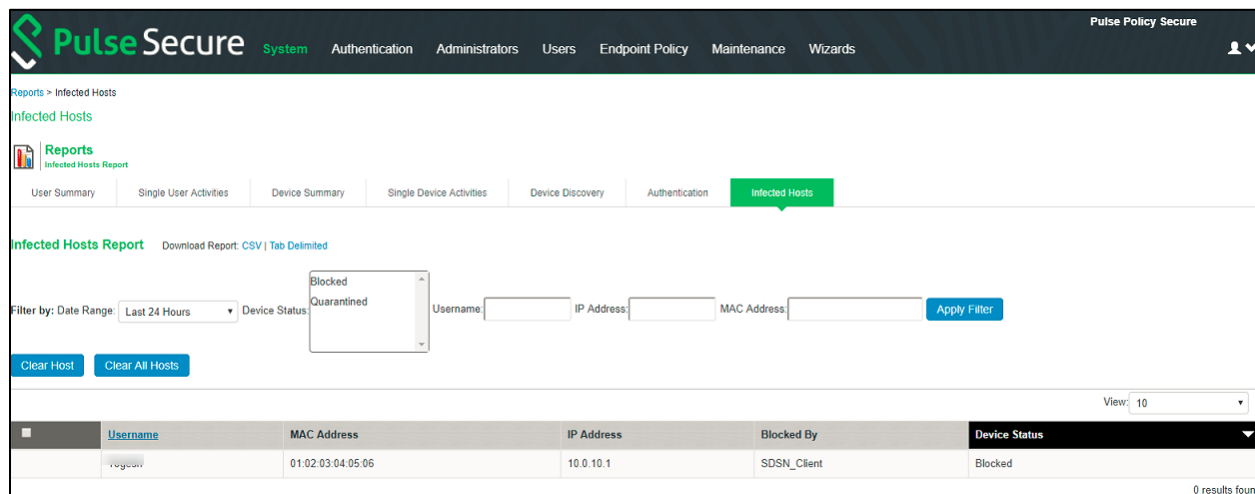 Pulse Policy Secure
Pulse Secure System Authentication Administrators Users Endpoint Policy Maintenance Wizards
Reports > Infected Hosts
Infected Hosts
Reports
Infected Hosts Report
User Summary Single User Activities Device Summary Single Device Activities Device Discovery Authentication Infected Hosts
Infected Hosts Report Download Report: CSV | Tab Delimited
Blocked
Filter by: Date Range: Last 24 Hours Device Status: Quarantined Username: IP Address: MAC Address: Apply Filter
Clear Host Clear All Hosts
View: 10
Username MAC Address IP Address Blocked By Device Status
01:02:03:04:05:06 10.0.10.1 SDSN_Client Blocked
0 results foun